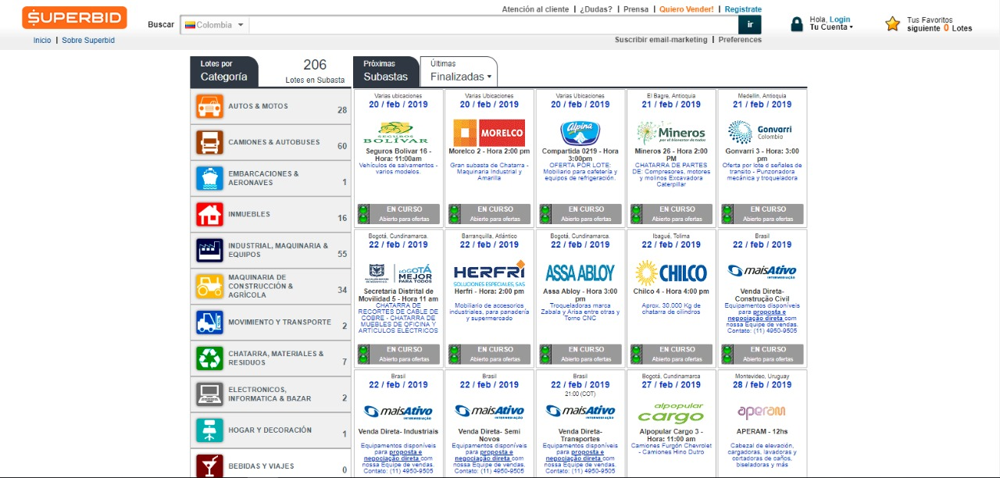 SUPERBID
Inicio | Sobre Superbid
Atención al cliente | ¿Dudas? | Prensa | Quiero Vender! | Registrate
Buscar
Colombia
ir
Suscribir email-marketing | Preferences
Hola, Login
Tu Cuenta
Tus Favoritos
siguiente 0 Lotes
Lotes por
Categoría
206
Lotes en Subasta
Próximas
Subastas
Últimas
Finalizadas
AUTOS & MOTOS 28
CAMIONES & AUTOBUSES 60
EMBARCACIONES &
AERONAVES 1
INMUEBLES 16
INDUSTRIAL, MAQUINARIA &
EQUIPOS 55
MAQUINARIA DE
CONSTRUCCIÓN &
AGRÍCOLA 34
MOVIMIENTO Y TRANSPORTE 2
CHATARRA, MATERIALES &
RESIDUOS 7
ELECTRONICOS,
INFORMATICA & BAZAR 2
HOGAR Y DECORACIÓN 1
BEBIDAS Y VIAJES 0
Varias ubicaciones
20 / feb / 2019
SEGUROS
BOLÍVAR
Seguros Bolivar 16 -
Hora: 11:00am
Vehículos de salvamentos -
varios modelos.
EN CURSO
Abierto para ofertas
Varias Ubicaciones
20 / feb / 2019
MORELCO
Morelco 2 - Hora 2:00 pm
Gran subasta de Chatarra -
Maquinaria Industrial y
Amarilla
EN CURSO
Abierto para ofertas
Varias Ubicaciones
20 / feb / 2019
Alpina
Compartida 0219 - Hora
3:00pm
OFERTA POR LOTE:
Mobiliario para cafetería y
equipos de refrigeración.
EN CURSO
Abierto para ofertas
El Bagre, Antioquia
21 / feb / 2019
Mineros
por el bienestar de todos
Mineros 26 - Hora 2:00
PM
CHATARRA DE PARTES
DE: Compresores, motores
y molinos Excavadora
Caterpillar
EN CURSO
Abierto para ofertas
Medellin, Antioquia
21 / feb / 2019
Gonvarri
Colombia
Gonvarri 3 - Hora: 3:00
pm
Oferta por lote d señales de
transito - Punzonadora
mecánica y troqueladora
EN CURSO
Abierto para ofertas
Bogotá, Cundinamarca.
22 / feb / 2019
BOGOTÁ
MEJOR
PARA TODOS
Secretaria Distrital de
Movilidad 5 - Hora 11 am
CHATARRA DE
RECORTES DE CABLE DE
COBRE - CHATARRA DE
MUEBLES DE OFICINA Y
ARTÍCULOS ELÉCTRICOS
EN CURSO
Abierto para ofertas
Barranquilla, Atlántico
22 / feb / 2019
HERFRI
SOLUCIONES ESPECIALES, SAS
Herfri - Hora: 2:00 pm
Mobiliario de accesorios
industriales, para panadería
y supermercado
EN CURSO
Abierto para ofertas
Bogotá, Cundinamarca.
22 / feb / 2019
ASSA ABLOY
Assa Abloy - Hora 3:00
pm
Troqueladoras marca
Zabala y Arisa entre otras y
Torno CNC
EN CURSO
Abierto para ofertas
Ibagué, Tolima
22 / feb / 2019
CHILCO
Chilco 4 - Hora 4:00 pm
Aprox. 30.000 Kg de
chatarra de cilindros
EN CURSO
Abierto para ofertas
Brasil
22 / feb / 2019
maisAtivo
INTERMEDIAÇÃO
Venda Direta-
Construção Civil
Equipamentos disponíveis
para proposta e
negociação direta com
nossa Equipe de vendas.
Contato: (11) 4950-9505
EN CURSO
Abierto para ofertas
Brasil
22 / feb / 2019
maisAtivo
INTERMEDIAÇÃO
Venda Direta- Industriais
Equipamentos disponíveis
para proposta e
negociação direta com
nossa Equipe de vendas.
Contato: (11) 4950-9505
Brasil
22 / feb / 2019
maisAtivo
INTERMEDIAÇÃO
Venda Direta- Semi
Novos
Equipamentos disponíveis
para proposta e
negociação direta com
nossa Equipe de vendas.
Contato: (11) 4950-9505
Brasil
22 / feb / 2019
21:00 (COT)
maisAtivo
INTERMEDIAÇÃO
Venda Direta-
Transportes
Equipamentos disponíveis
para proposta e
negociação direta com
nossa Equipe de vendas.
Contato: (11) 4950-9505
Bogotá, Cundinamarca
27 / feb / 2019
alpopular
cargo
Alpopular Cargo 3 -
Hora: 11:00 am
Camiones Furgón Chevrolet
- Camiones Hino Dutro
Montevideo, Uruguay
28 / feb / 2019
aperam
APERAM - 12hs
Cabezal de elevación,
cargadoras, lavadoras y
cortadoras de caños,
biseladoras y más